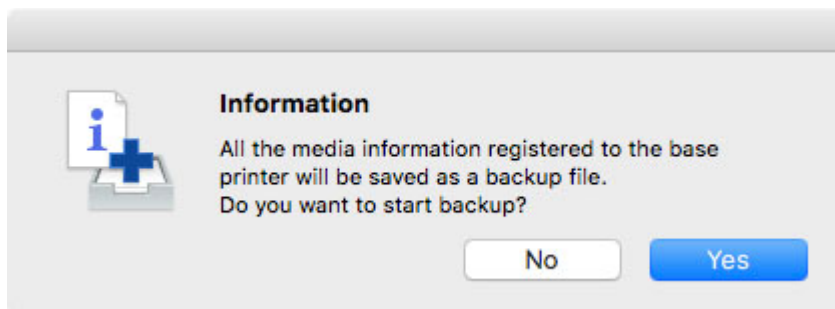 Information
All the media information registered to the base
printer will be saved as a backup file.
Do you want to start backup?
No
Yes